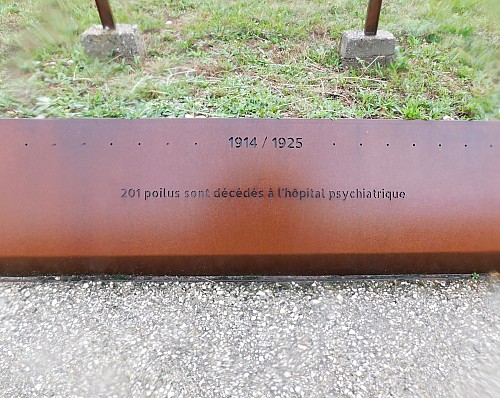 1914 / 1925
201 poilus sont décédés à l'hôpital psychiatrique